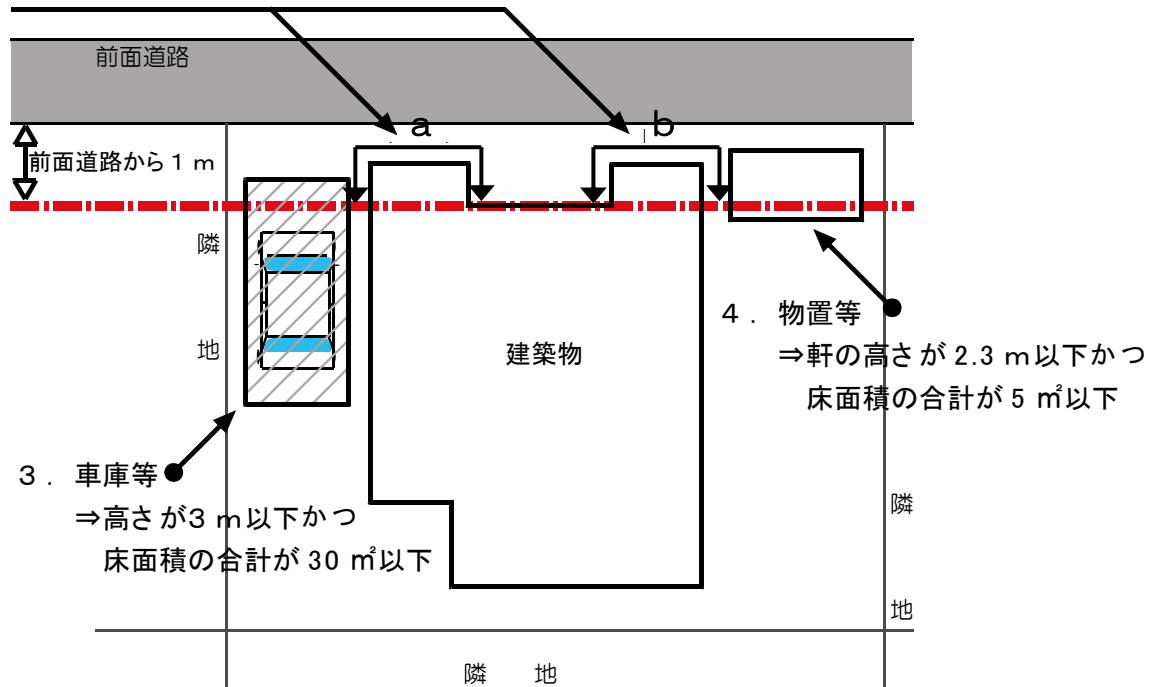 前面道路
a
b
前面道路から1 m
隣
地
建築物
4. 物置等
⇒軒の高さが 2.3 m以下かつ
床面積の合計が 5 ㎡以下
3. 車庫等
⇒高さが3 m以下かつ
床面積の合計が 30 ㎡以下
隣
地
隣 地